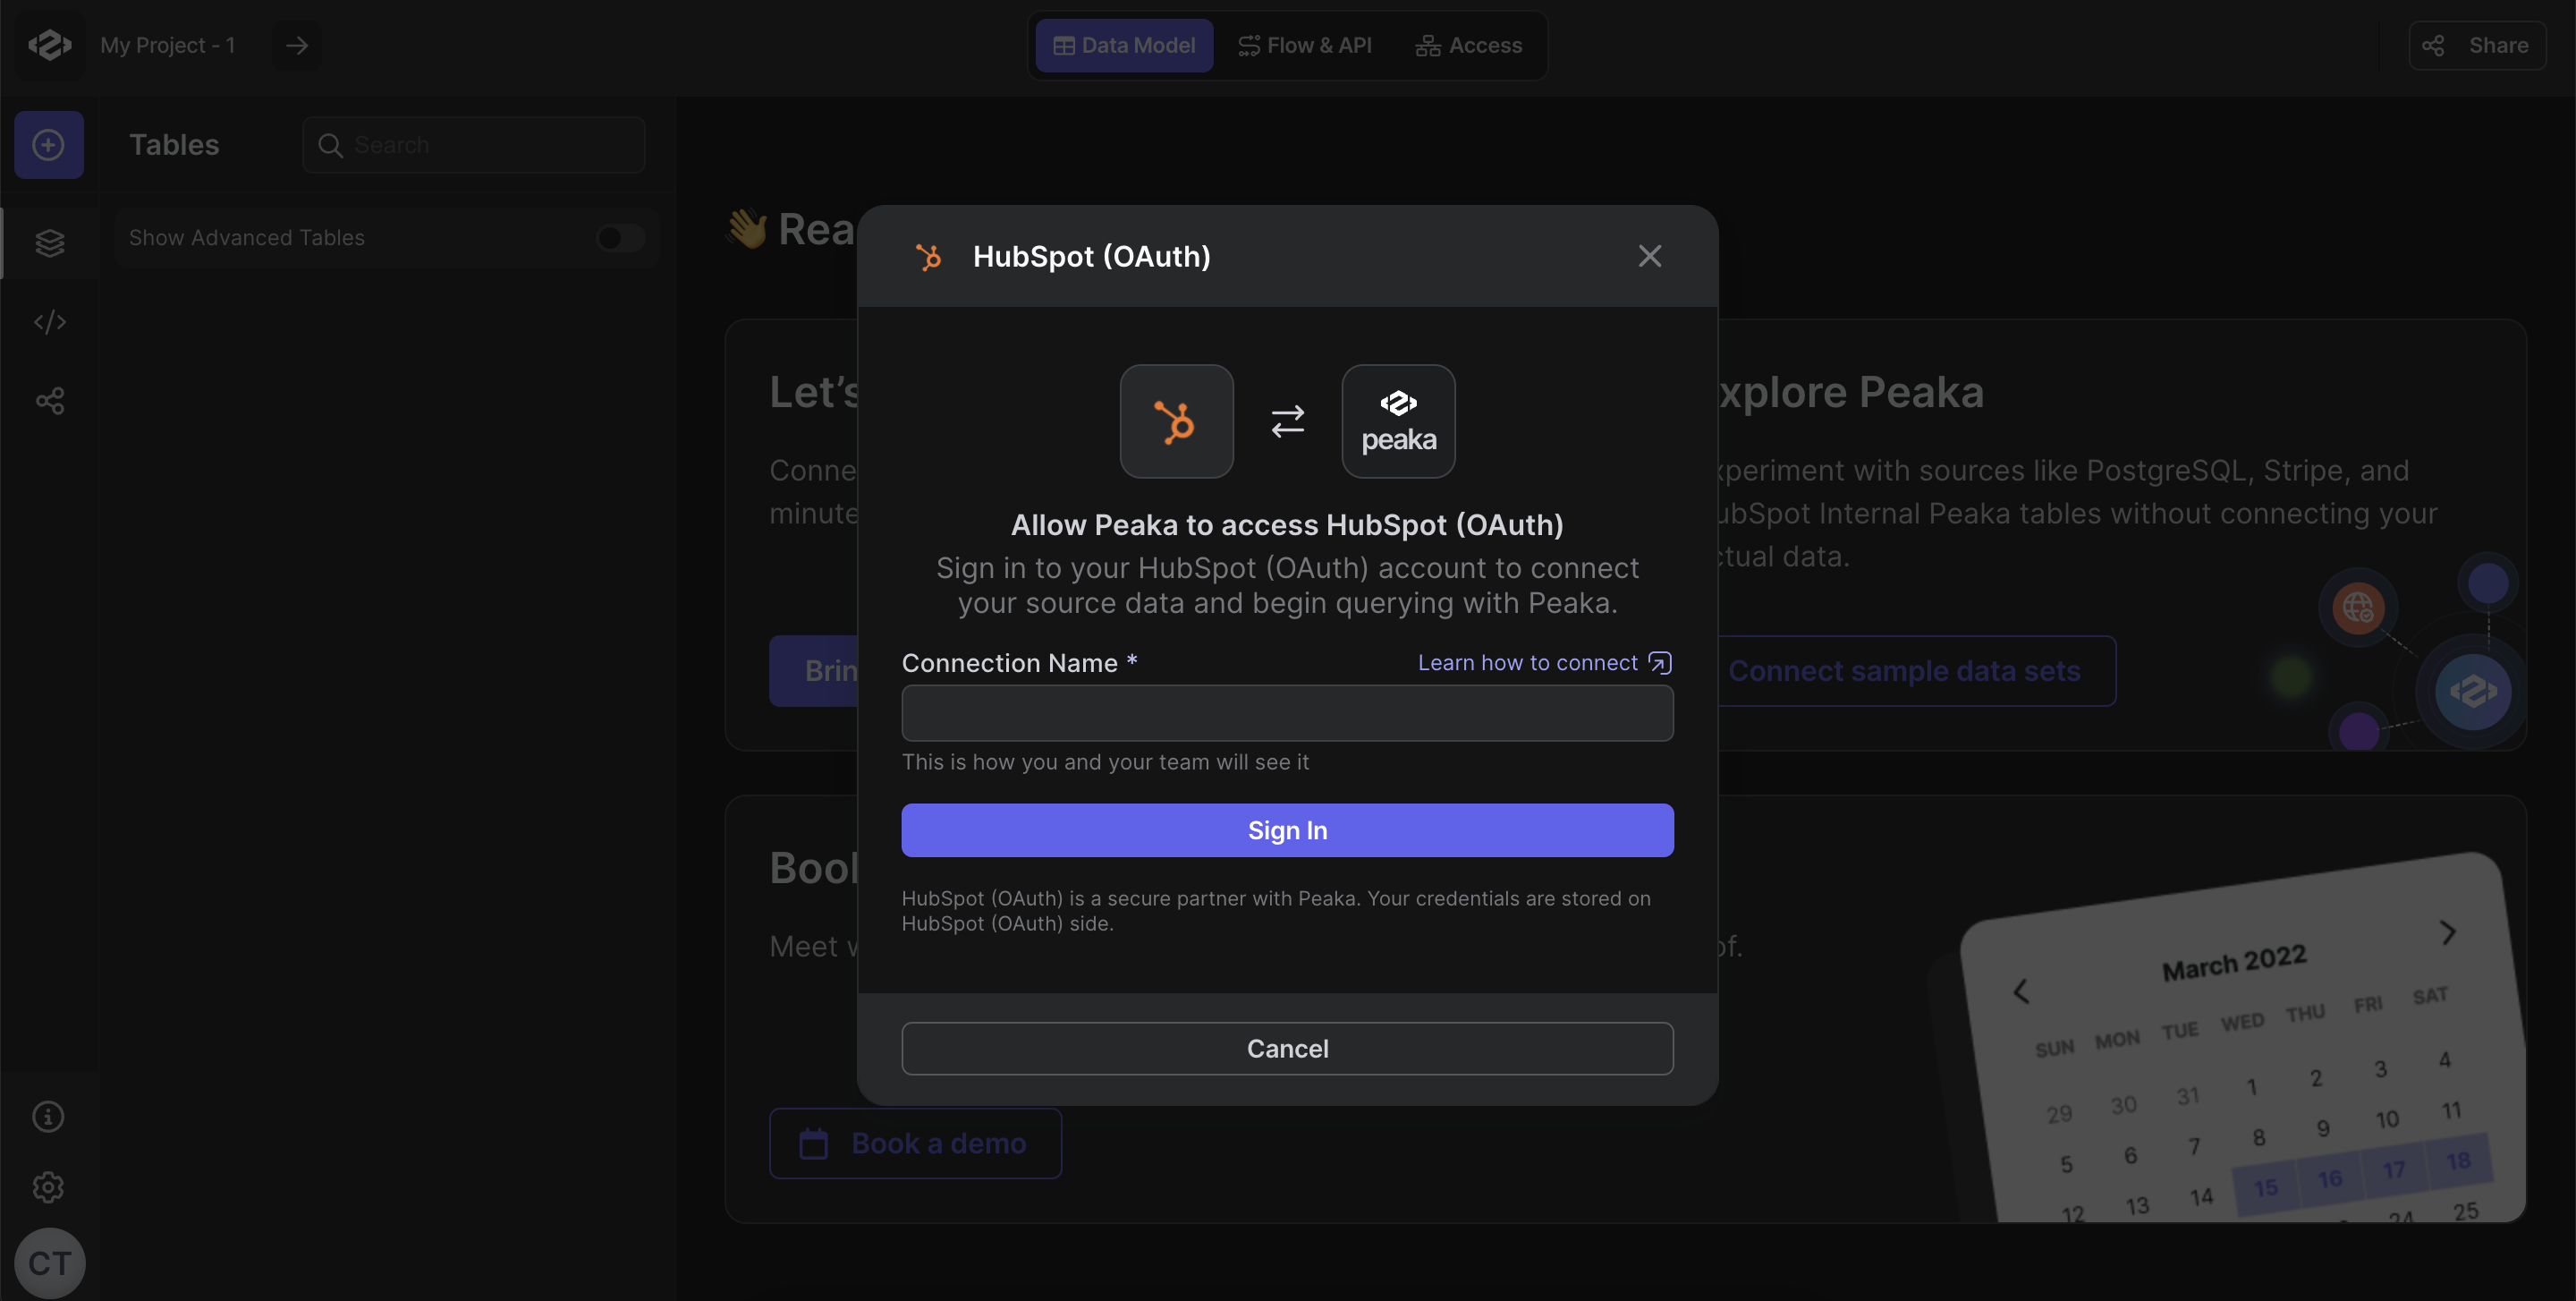 My Project - 1
Data Model
Flow & API
Access
Share
Tables
Search
Show Advanced Tables
👋 Rea
HubSpot (OAuth)
peaka
Allow Peaka to access HubSpot (OAuth)
Sign in to your HubSpot (OAuth) account to connect
your source data and begin querying with Peaka.
Connection Name *
Learn how to connect
This is how you and your team will see it
Sign In
HubSpot (OAuth) is a secure partner with Peaka. Your credentials are stored on
HubSpot (OAuth) side.
Cancel
Let's
Conne
minute
Brin
xplore Peaka
xperiment with sources like PostgreSQL, Stripe, and
ubSpot Internal Peaka tables without connecting your
ctual data.
Connect sample data sets
Boo
Meet w
of.
Book a demo
March 2022
SUN MON TUE WED THU FRI SAT
29 30 31 1 2 3 4
5 6 7 8 9 10 11
12 13 14 15 16 17 18
24 25
CT